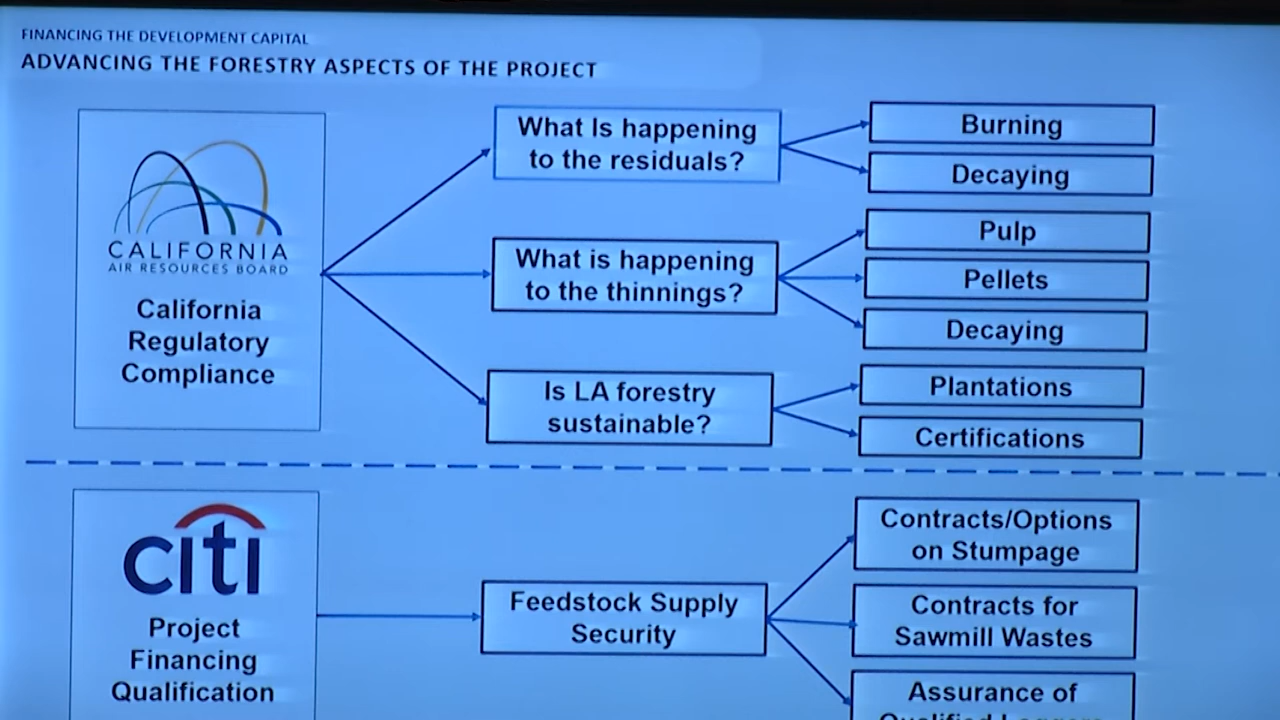 FINANCING THE DEVELOPMENT CAPITAL
ADVANCING THE FORESTRY ASPECTS OF THE PROJECT
CALIFORNIA
AIR RESOURCES BOARD
California
Regulatory
Compliance
What Is happening
to the residuals?
Burning
Decaying
What is happening
to the thinnings?
Pulp
Pellets
Decaying
Is LA forestry
sustainable?
Plantations
Certifications
citi
Project
Financing
Qualification
Feedstock Supply
Security
Contracts/Options
on Stumpage
Contracts for
Sawmill Wastes
Assurance of